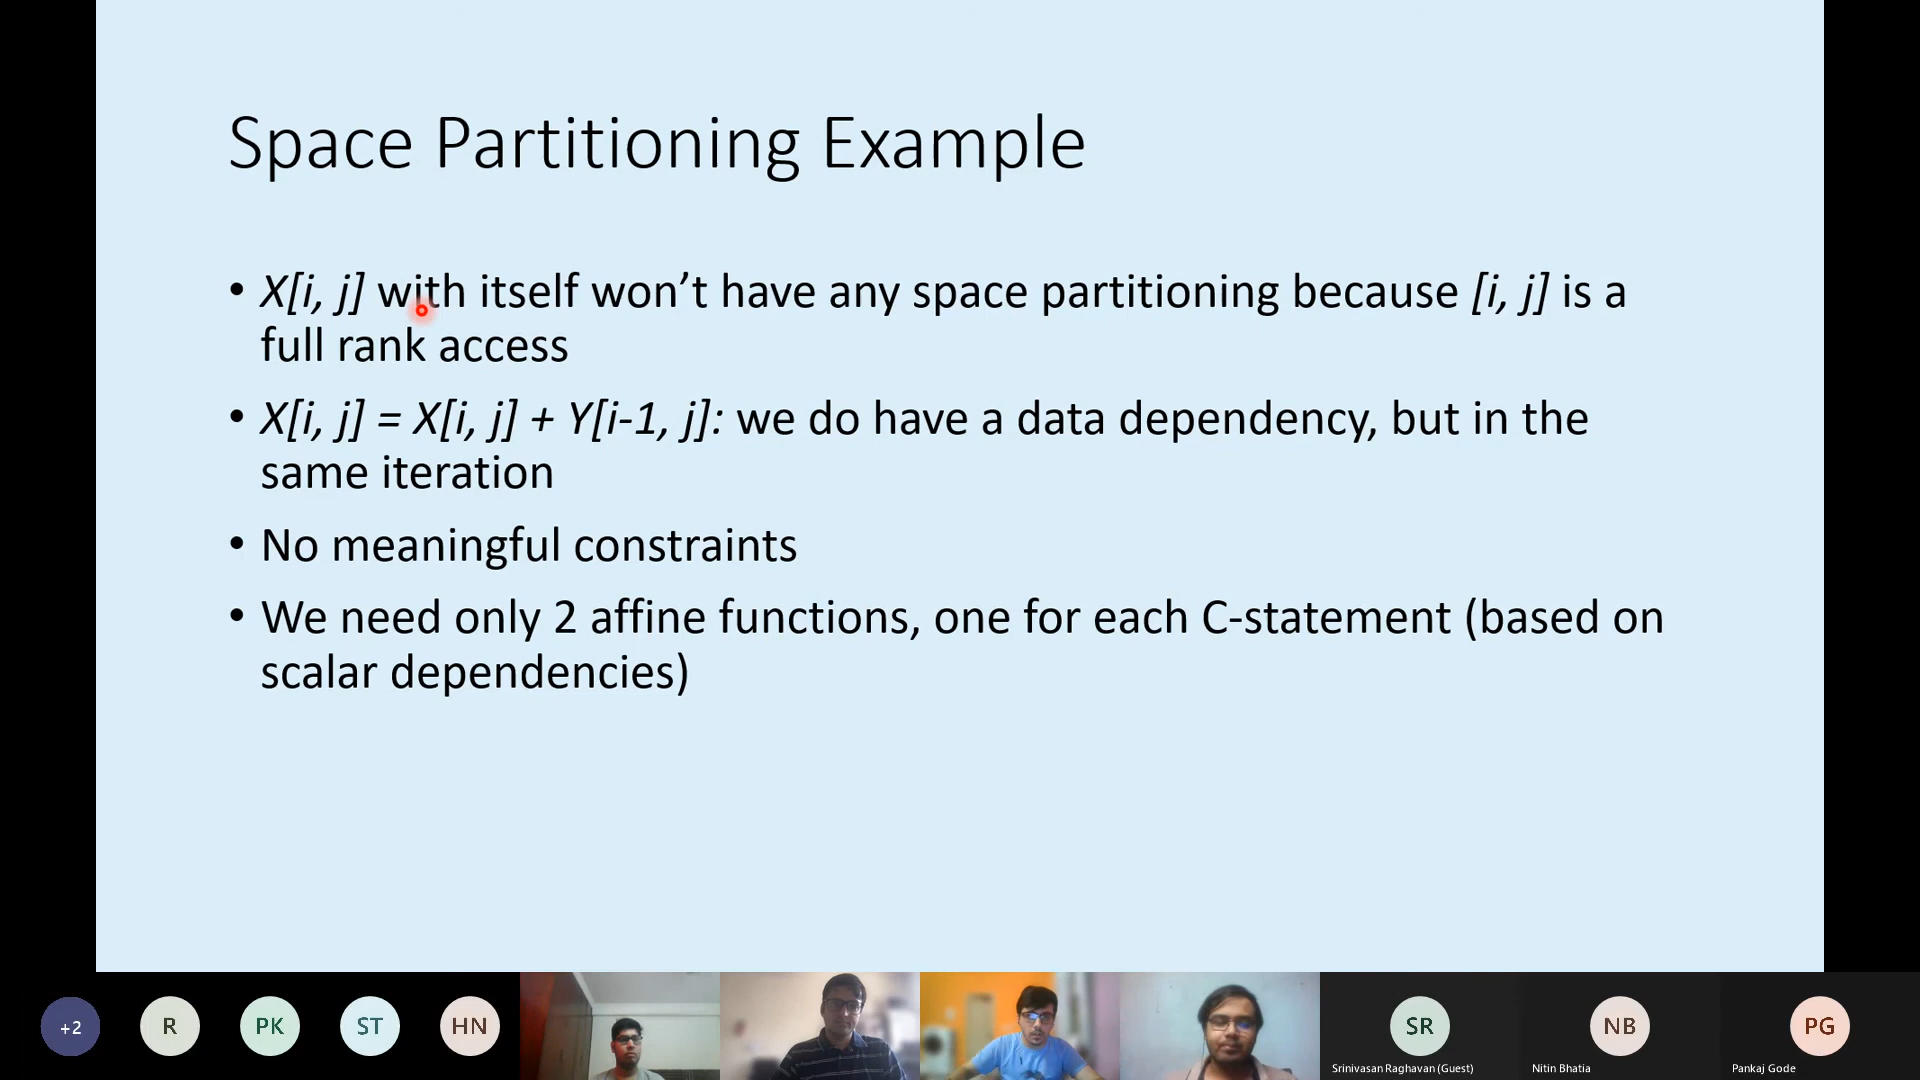 Space Partitioning Example
• X[i, j] with itself won’t have any space partitioning because [i, j] is a
full rank access
• X[i, j] = X[i, j] + Y[i-1, j]: we do have a data dependency, but in the
same iteration
• No meaningful constraints
• We need only 2 affine functions, one for each C-statement (based on
scalar dependencies)
+2
R
PK
ST
HN
SR
NB
PG
Srinivasan Raghavan (Guest)
Nitin Bhatia
Pankaj Gode